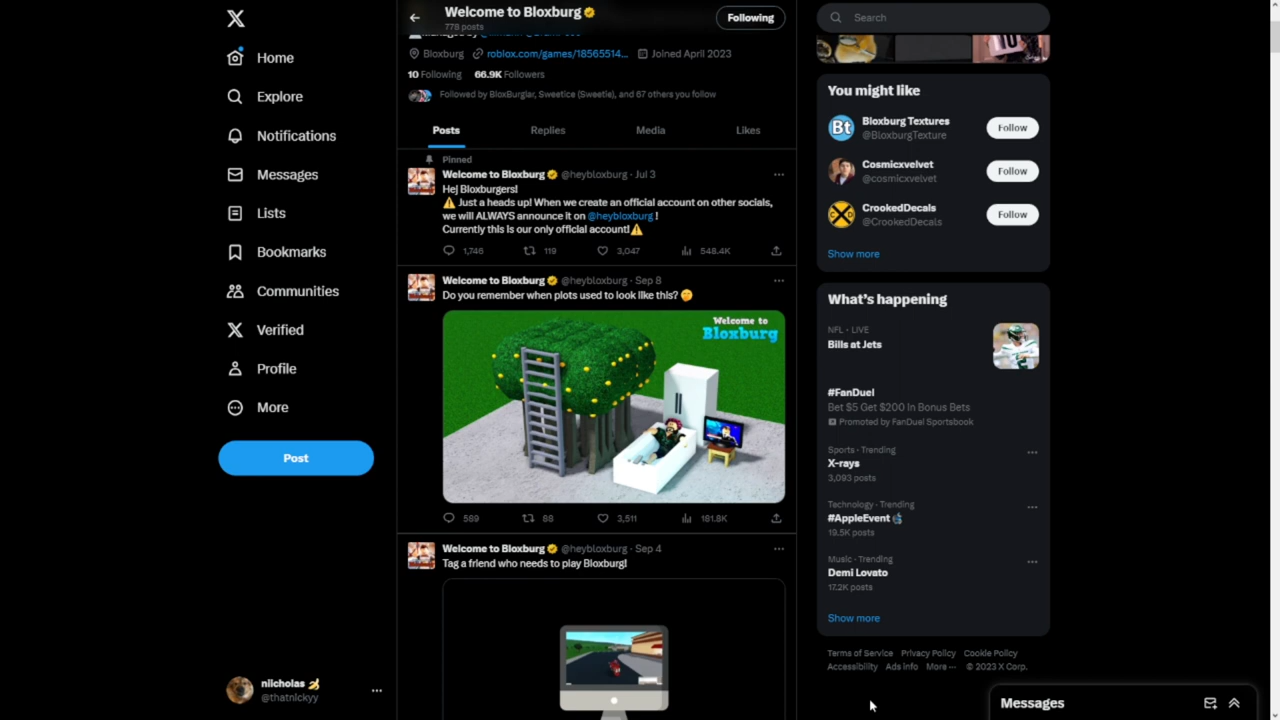 Home
Explore
Notifications
Messages
Lists
Bookmarks
Communities
Verified
Profile
More
Post
niicholas
@thatnickyy
Welcome to Bloxburg
778 posts
Following
Bloxburg roblox.com/games/18565514... Joined April 2023
10 Following 66.9K Followers
Followed by BloxBurglar, Sweetice (Sweetie), and 67 others you follow
Posts Replies Media Likes
Pinned
Welcome to Bloxburg @heybloxburg · Jul 3
Hej Bloxburgers!
⚠️ Just a heads up! When we create an official account on other socials,
we will ALWAYS announce it on @heybloxburg !
Currently this is our only official account!⚠️
1,746 119 3,047 548.4K
Welcome to Bloxburg @heybloxburg · Sep 8
Do you remember when plots used to look like this?
Welcome to
Bloxburg
589 88 3,511 181.8K
Welcome to Bloxburg @heybloxburg · Sep 4
Tag a friend who needs to play Bloxburg!
Search
You might like
Bt
Bloxburg Textures
@BloxburgTexture
Follow
Cosmicxvelvet
@cosmicxvelvet
Follow
CrookedDecals
@CrookedDecals
Follow
Show more
What's happening
NFL · LIVE
Bills at Jets
#FanDuel
Bet $5 Get $200 In Bonus Bets
Promoted by FanDuel Sportsbook
Sports · Trending
X-rays
3,093 posts
Technology · Trending
#AppleEvent
19.5K posts
Music · Trending
Demi Lovato
17.2K posts
Show more
Terms of Service Privacy Policy Cookie Policy
Accessibility Ads info More ··· © 2023 X Corp.
Messages